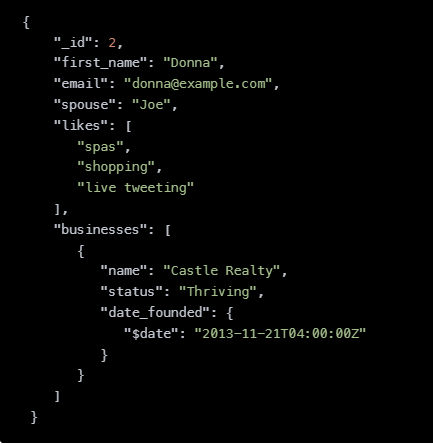 {
"_id": 2,
"first_name": "Donna",
"email": "donna@example.com",
"spouse": "Joe",
"likes": [
"spas",
"shopping",
"live tweeting"
],
"businesses": [
{
"name": "Castle Realty",
"status": "Thriving",
"date_founded": {
"$date": "2013-11-21T04:00:00Z"
}
}
]
}